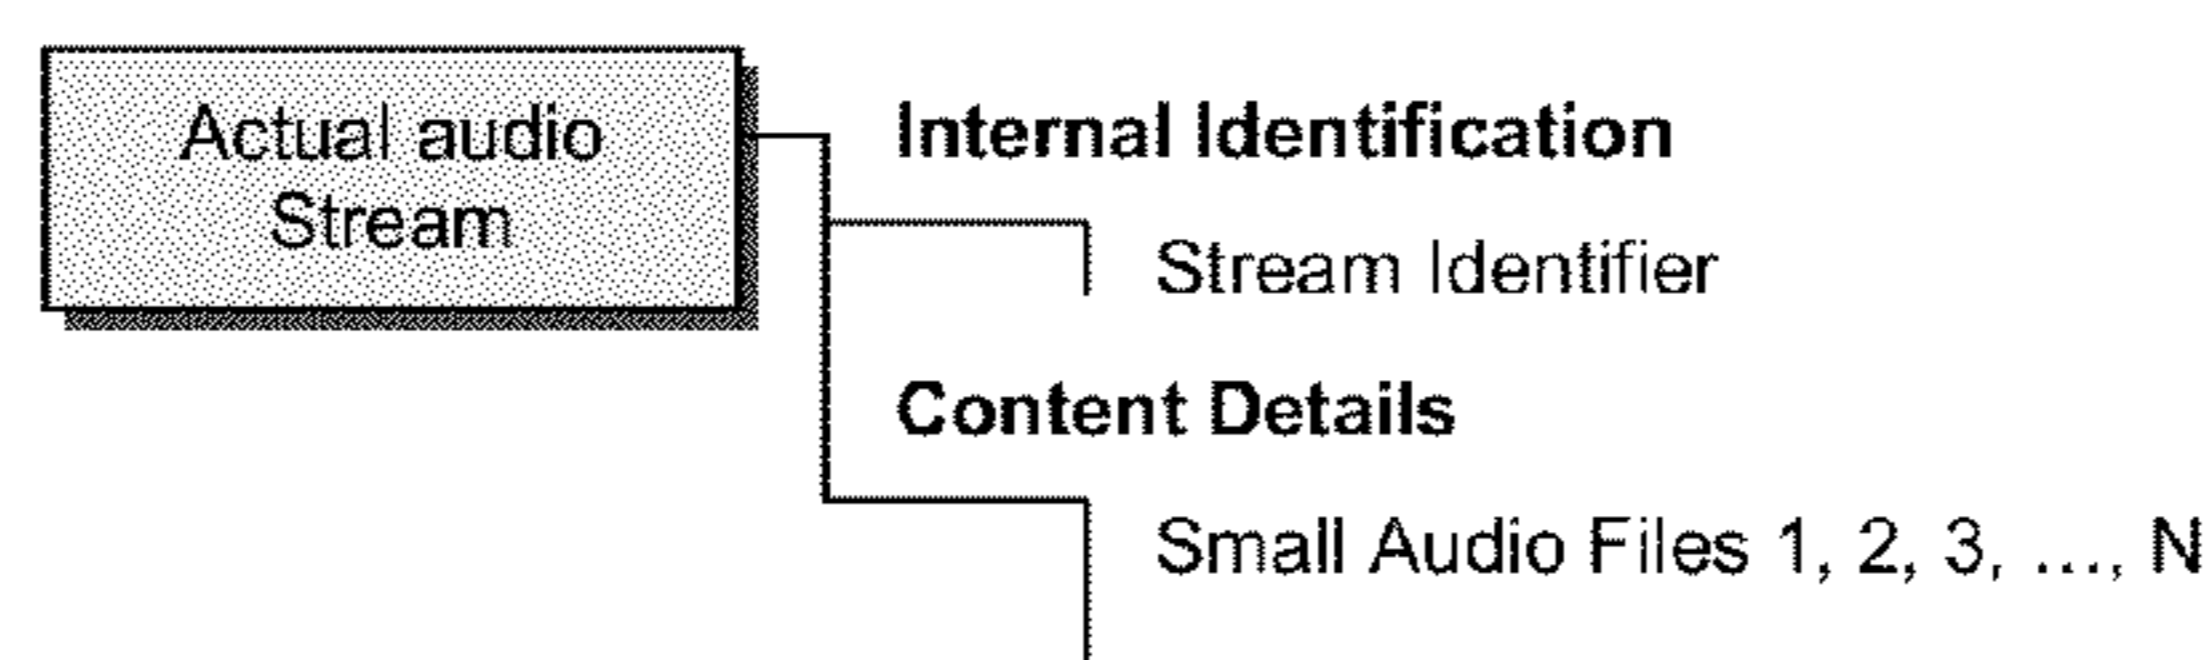 Actual audio
Stream
Internal Identification
Stream Identifier
Content Details
Small Audio Files 1, 2, 3, ..., N